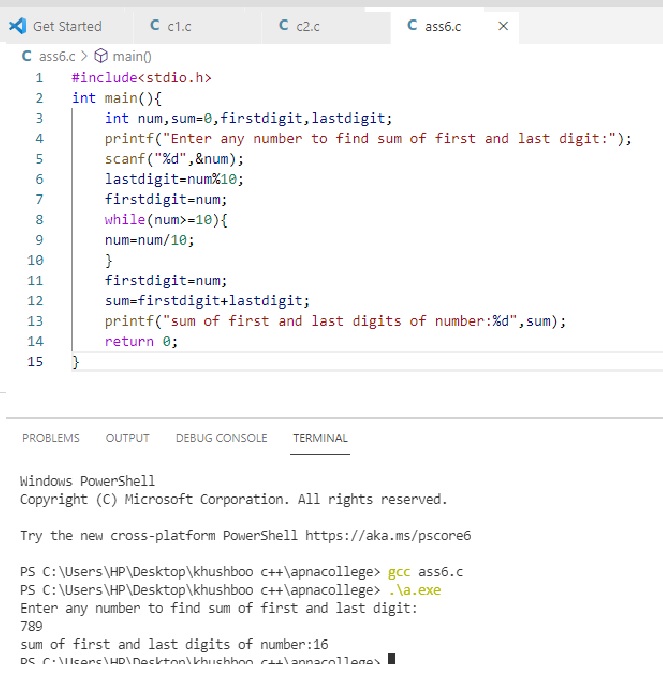 Get Started C c1.c C c2.c C ass6.c ×
C ass6.c > main()
1 #include<stdio.h>
2 int main(){
3 int num,sum=0,firstdigit,lastdigit;
4 printf("Enter any number to find sum of first and last digit:");
5 scanf("%d",&num);
6 lastdigit=num%10;
7 firstdigit=num;
8 while(num>=10){
9 num=num/10;
10 }
11 firstdigit=num;
12 sum=firstdigit+lastdigit;
13 printf("sum of first and last digits of number:%d",sum);
14 return 0;
15 }
PROBLEMS OUTPUT DEBUG CONSOLE TERMINAL
Windows PowerShell
Copyright (C) Microsoft Corporation. All rights reserved.
Try the new cross-platform PowerShell https://aka.ms/pscore6
PS C:\Users\HP\Desktop\khushboo c++\apnacollege> gcc ass6.c
PS C:\Users\HP\Desktop\khushboo c++\apnacollege> .\a.exe
Enter any number to find sum of first and last digit:
789
sum of first and last digits of number:16
PS C:\Users\HP\Desktop\khushboo c++\apnacollege>